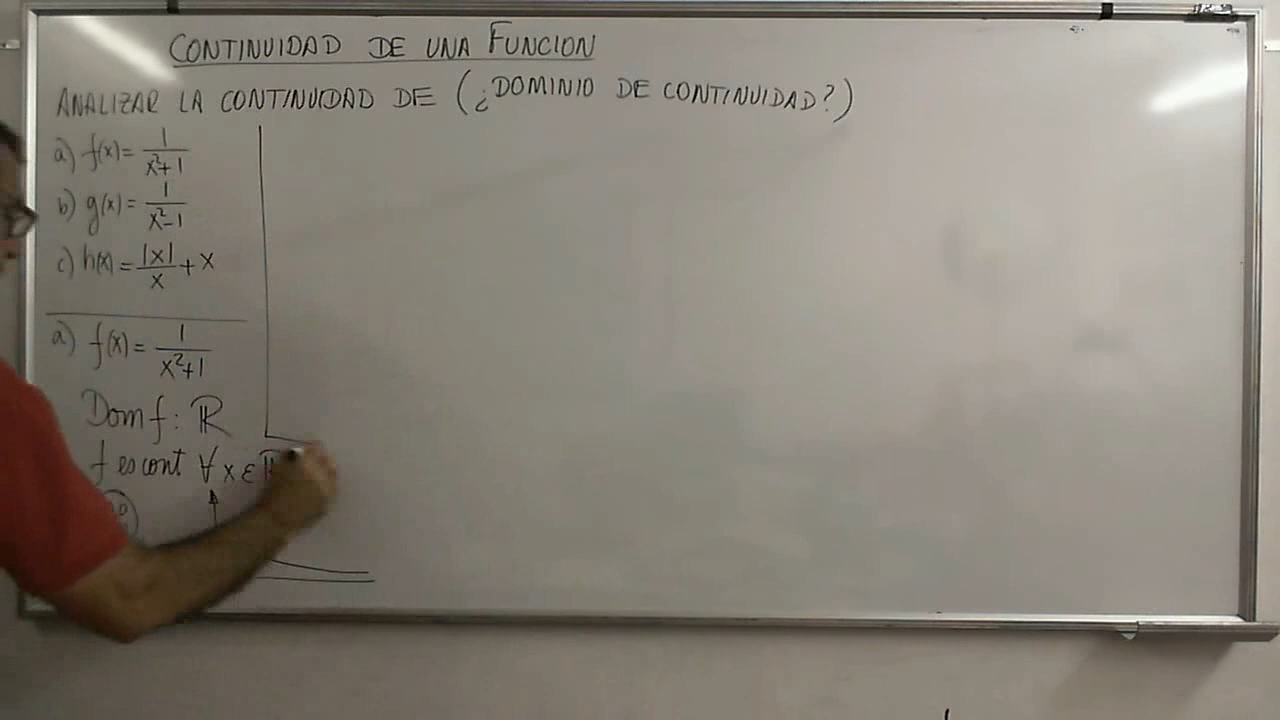 CONTINUIDAD DE UNA FUNCION
ANALIZAR LA CONTINUIDAD DE (¿DOMINIO DE CONTINUIDAD?)
a) f(x) = 1/(x²+1)
b) g(x) = 1/(x²-1)
c) h(x) = |x|/x + x
a) f(x) = 1/(x²+1)
Dom f: ℝ
f es cont ∀ x ∈ ℝ